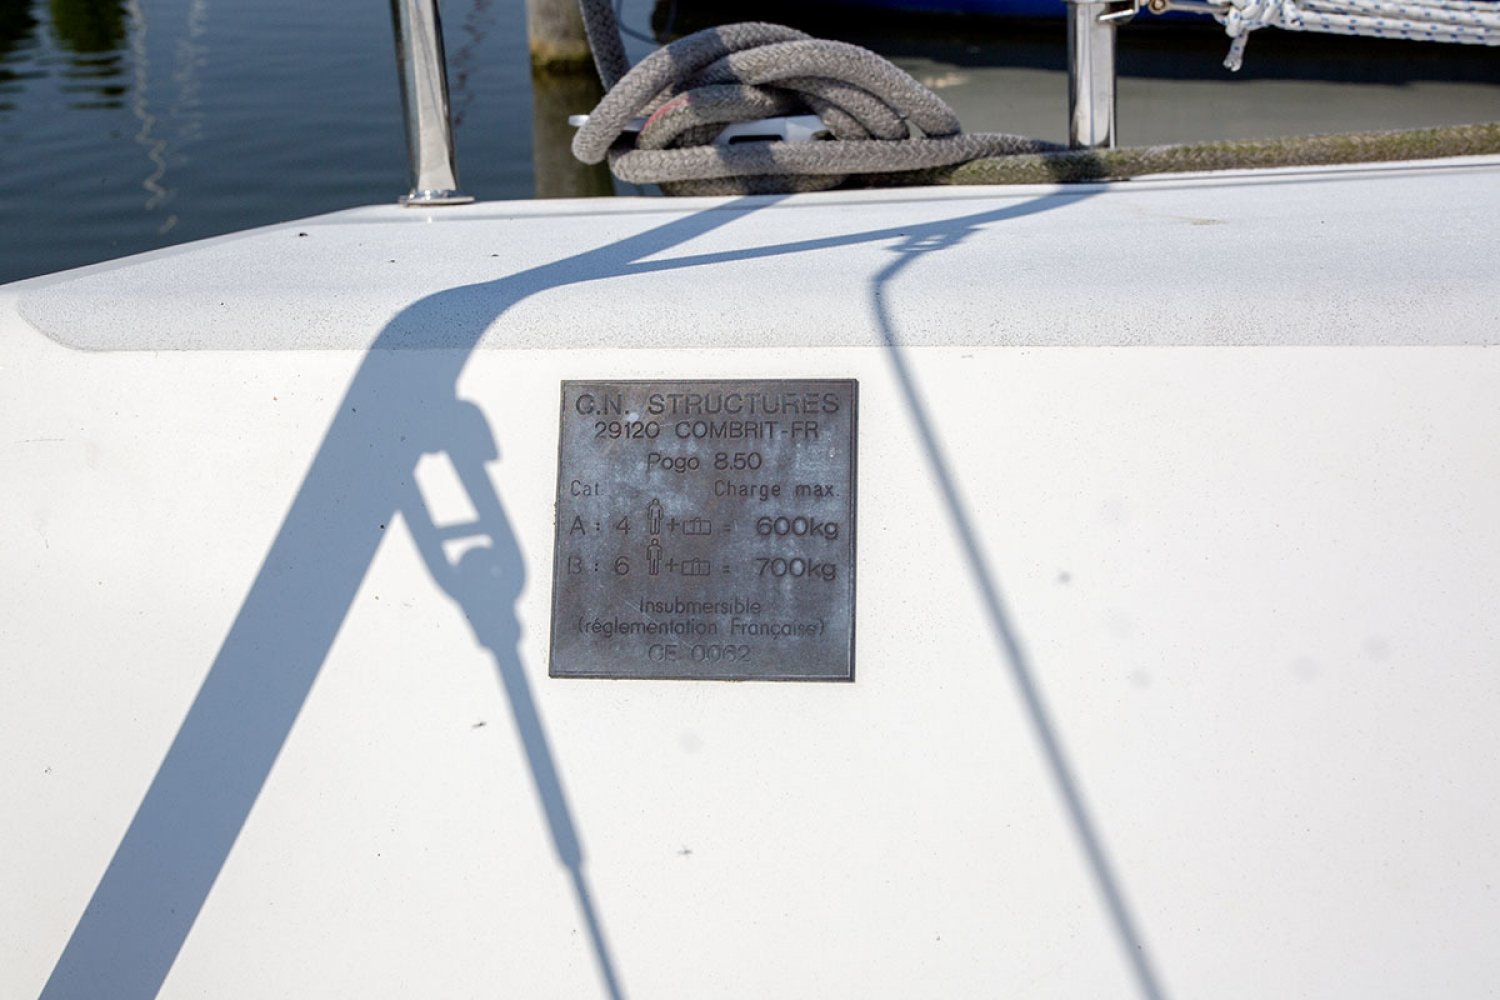 C.N. STRUCTURES
29120 COMBRIT-FR
Pogo 8.50
Cat. Charge max.
A : 4 + = 600kg
B : 6 + = 700kg
Insubmersible
(réglementation Française)
CE 0062